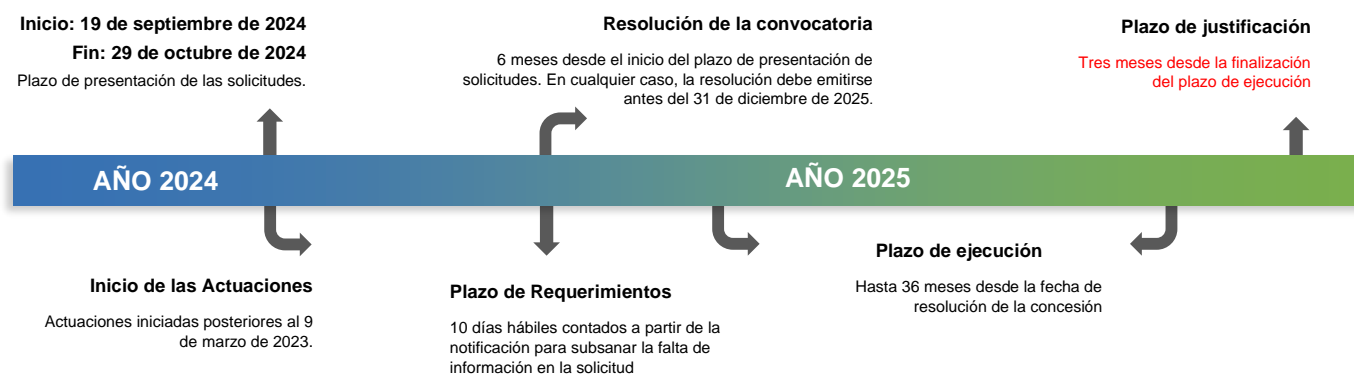 Inicio: 19 de septiembre de 2024
Fin: 29 de octubre de 2024
Plazo de presentación de las solicitudes.
Resolución de la convocatoria
6 meses desde el inicio del plazo de presentación de
solicitudes. En cualquier caso, la resolución debe emitirse
antes del 31 de diciembre de 2025.
Plazo de justificación
Tres meses desde la finalización
del plazo de ejecución
AÑO 2024
AÑO 2025
Inicio de las Actuaciones
Actuaciones iniciadas posteriores al 9
de marzo de 2023.
Plazo de Requerimientos
10 días hábiles contados a partir de la
notificación para subsanar la falta de
información en la solicitud
Plazo de ejecución
Hasta 36 meses desde la fecha de
resolución de la concesión